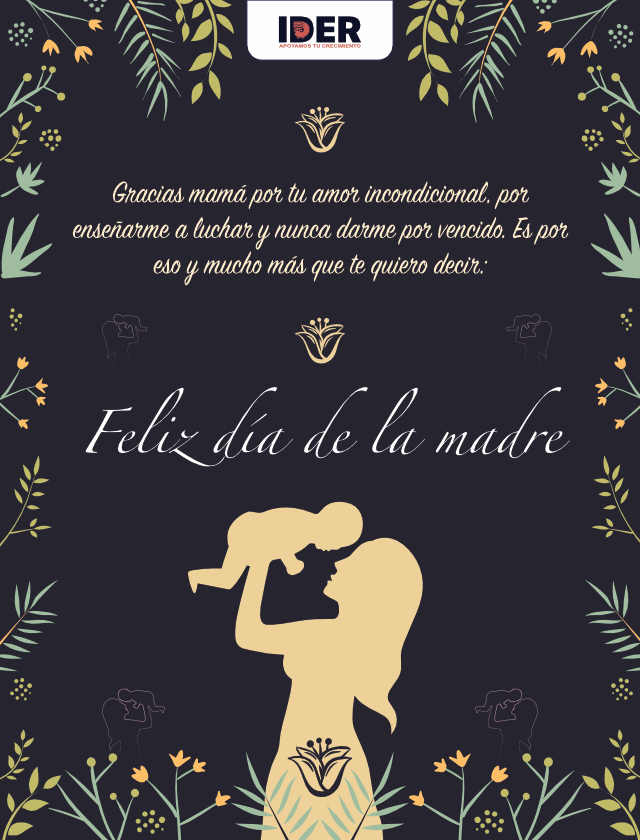 IDER
APOYAMOS TU CRECIMIENTO
Gracias mamá por tu amor incondicional, por
enseñarme a luchar y nunca darme por vencido. Es por
eso y mucho más que te quiero decir:
Feliz día de la madre